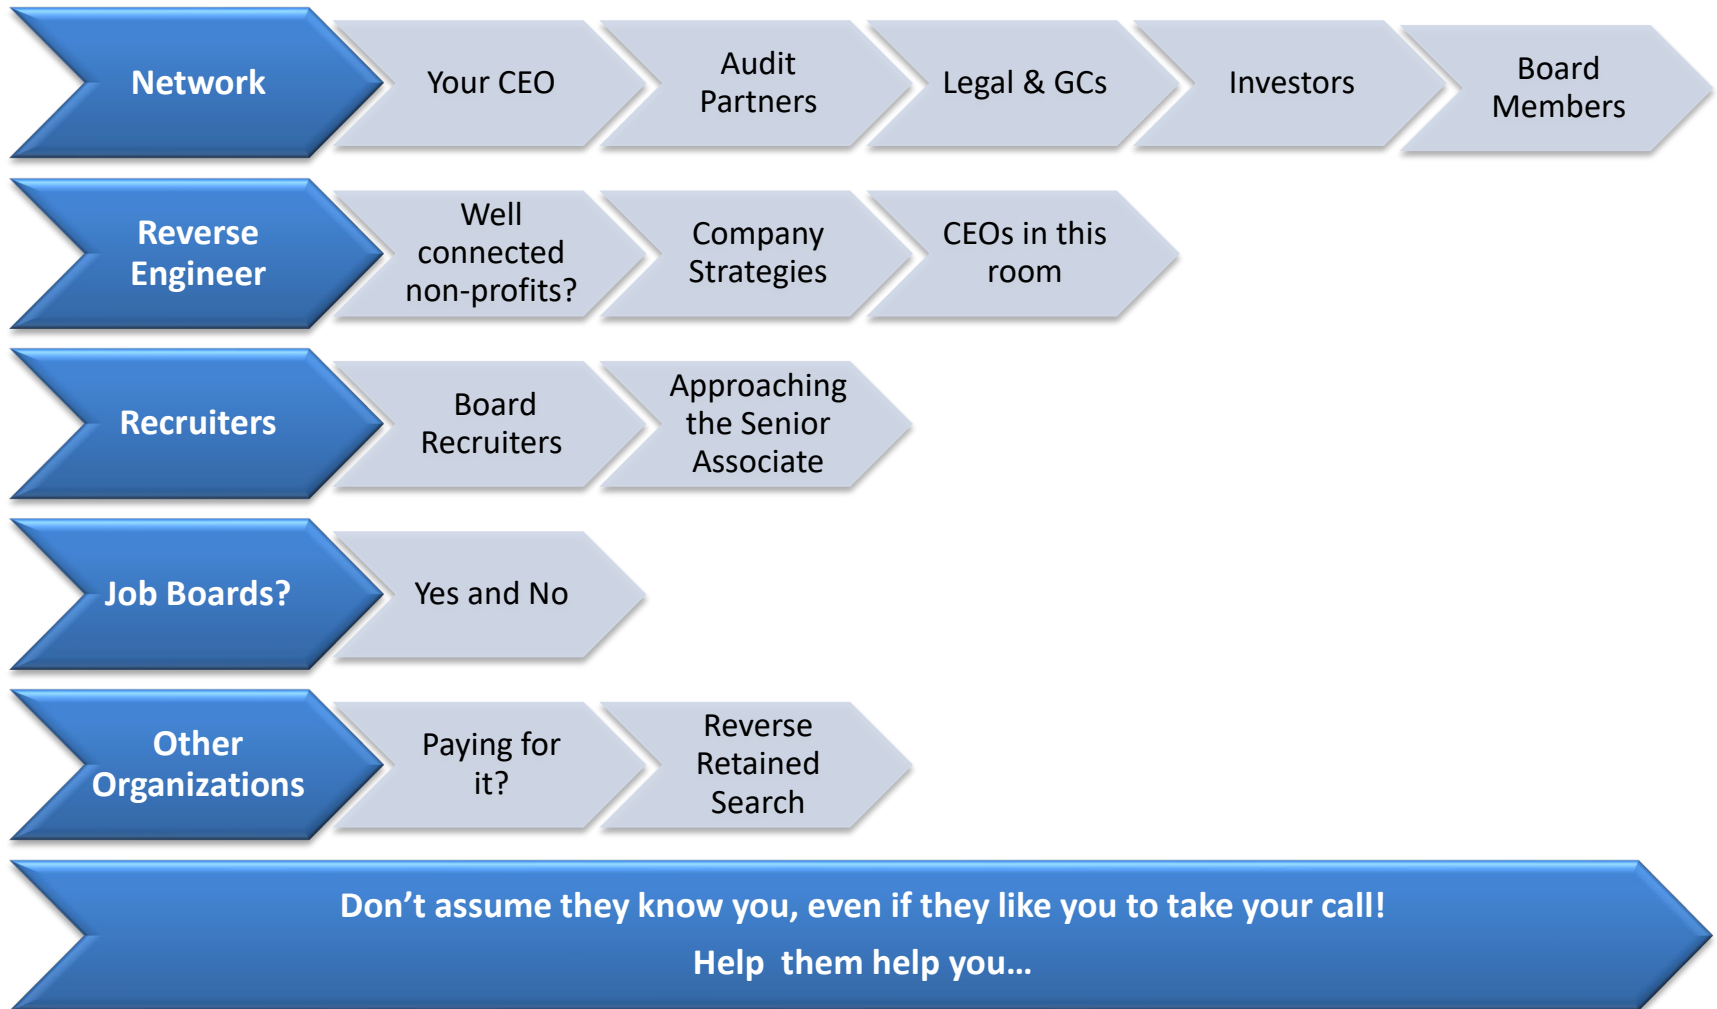 Network
Your CEO
Audit
Partners
Legal & GCs
Investors
Board
Members
Reverse
Engineer
Well
connected
non-profits?
Company
Strategies
CEOs in this
room
Recruiters
Board
Recruiters
Approaching
the Senior
Associate
Job Boards?
Yes and No
Other
Organizations
Paying for
it?
Reverse
Retained
Search
Don’t assume they know you, even if they like you to take your call!
Help  them help you…